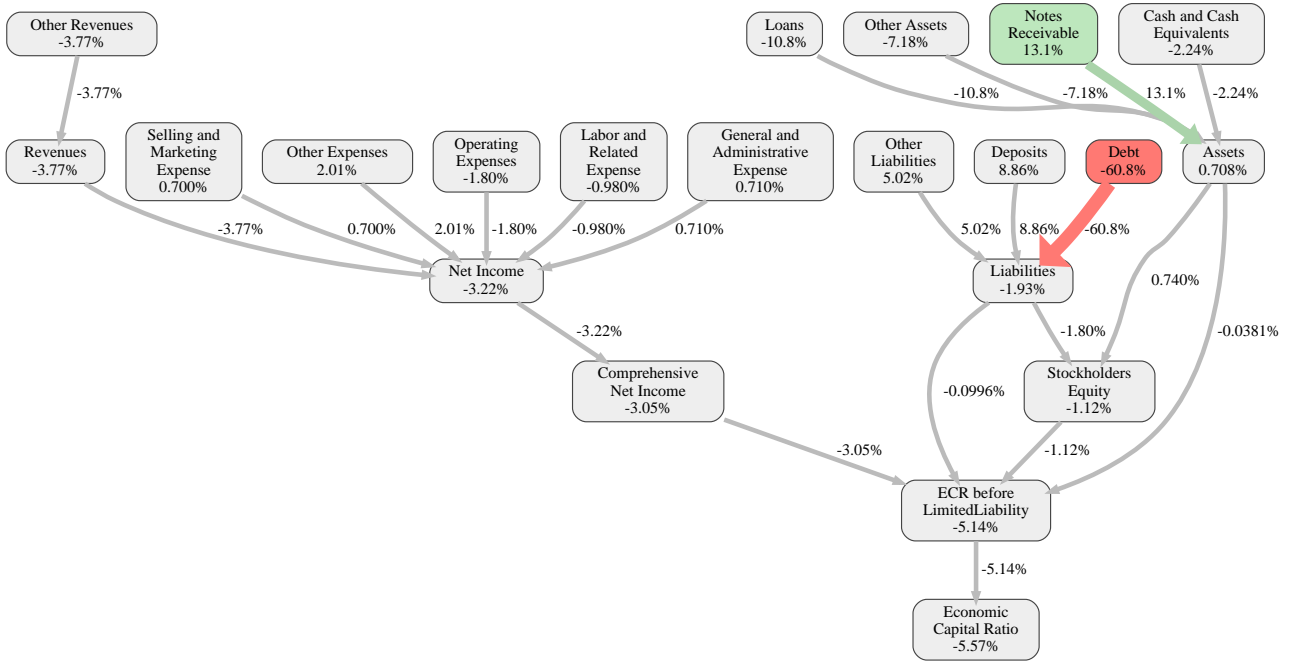 Other Revenues
-3.77%
Loans
-10.8%
Other Assets
-7.18%
Notes
Receivable
13.1%
Cash and Cash
Equivalents
-2.24%
-3.77%
-10.8%
-7.18%
13.1%
-2.24%
Revenues
-3.77%
Selling and
Marketing
Expense
0.700%
Other Expenses
2.01%
Operating
Expenses
-1.80%
Labor and
Related
Expense
-0.980%
General and
Administrative
Expense
0.710%
Other
Liabilities
5.02%
Deposits
8.86%
Debt
-60.8%
Assets
0.708%
-3.77%
0.700%
2.01%
-1.80%
-0.980%
0.710%
5.02%
8.86%
-60.8%
Net Income
-3.22%
Liabilities
-1.93%
0.740%
-3.22%
-1.80%
-0.0381%
Comprehensive
Net Income
-3.05%
-0.0996%
Stockholders
Equity
-1.12%
-3.05%
-1.12%
ECR before
LimitedLiability
-5.14%
-5.14%
Economic
Capital Ratio
-5.57%